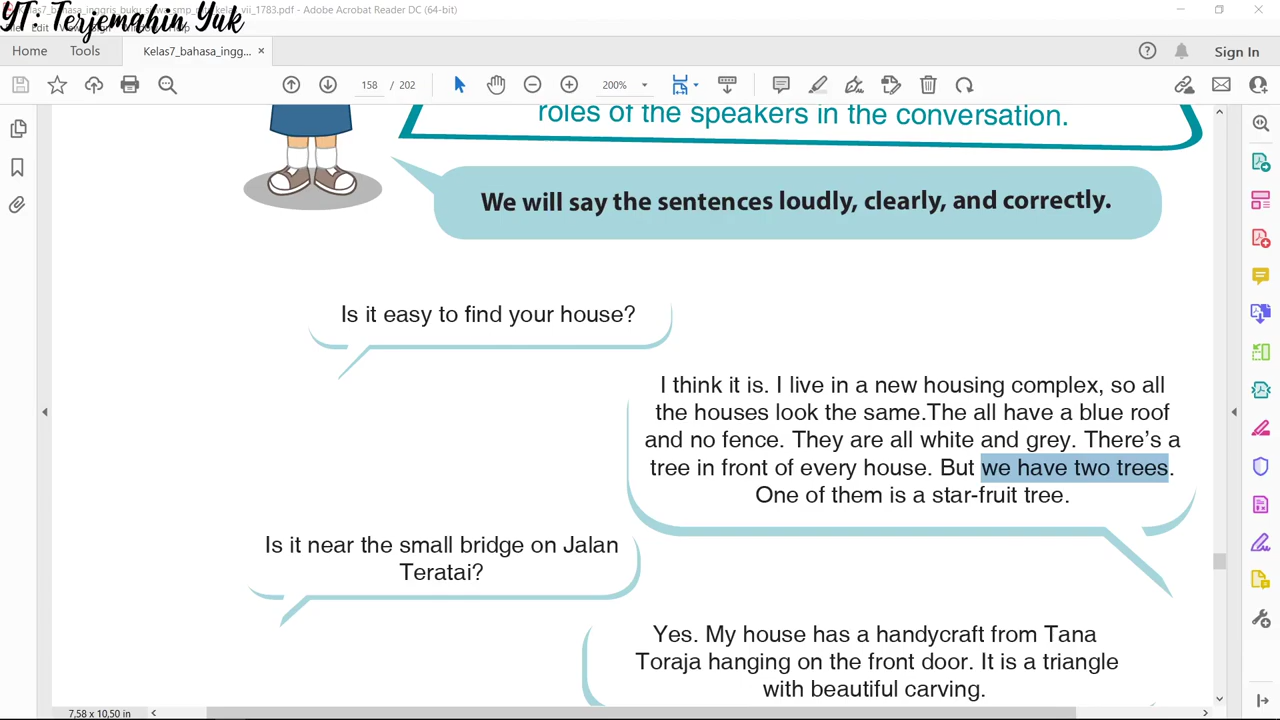 YT: Terjemahin Yuk
.pdf - Adobe Acrobat Reader DC (64-bit)
Edit
Help
Home Tools Kelas7_bahasa_ingg... × Sign In
158 / 202 200%
roles of the speakers in the conversation.
We will say the sentences loudly, clearly, and correctly.
Is it easy to find your house?
I think it is. I live in a new housing complex, so all
the houses look the same.The all have a blue roof
and no fence. They are all white and grey. There’s a
tree in front of every house. But we have two trees.
One of them is a star-fruit tree.
Is it near the small bridge on Jalan
Teratai?
Yes. My house has a handycraft from Tana
Toraja hanging on the front door. It is a triangle
with beautiful carving.
7,58 x 10,50 in